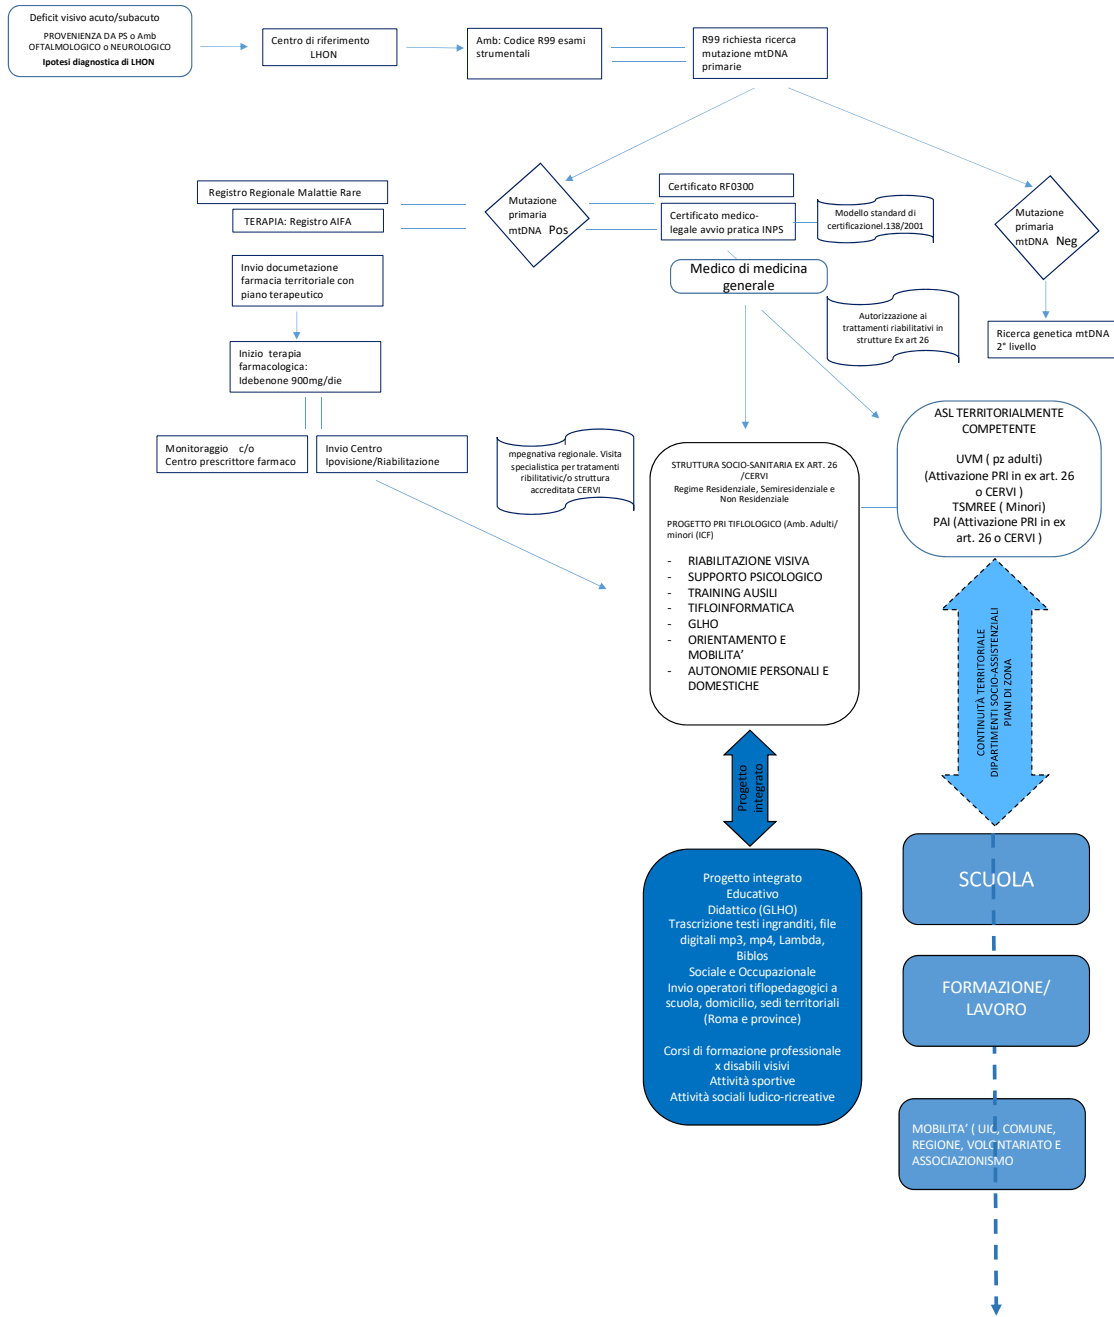 Deficit visivo acuto/subacuto
PROVENIENZA DA PS o Amb
OFTALMOLOGICO o NEUROLOGICO
Ipotesi diagnostica di LHON
Centro di riferimento
LHON
Amb: Codice R99 esami
strumentali
R99 richiesta ricerca
mutazione mtDNA
primarie
Registro Regionale Malattie Rare
TERAPIA: Registro AIFA
Mutazione
primaria
mtDNA Pos
Certificato RF0300
Certificato medico-
legale avvio pratica INPS
Modello standard di
certificazionel.138/2001
Mutazione
primaria
mtDNA Neg
Invio documetazione
farmacia territoriale con
piano terapeutico
Medico di medicina
generale
Autorizzazione ai
trattamenti riabilitativi in
strutture Ex art 26
Ricerca genetica mtDNA
2° livello
Inizio terapia
farmacologica:
Idebenone 900mg/die
Monitoraggio c/o
Centro prescrittore farmaco
Invio Centro
Ipovisione/Riabilitazione
mpegnativa regionale. Visita
specialistica per tratamenti
ribilitativic/o struttura
accreditata CERVI
STRUTTURA SOCIO-SANITARIA EX ART. 26
/CERVI
Regime Residenziale, Semiresidenziale e
Non Residenziale
PROGETTO PRI TIFLOLOGICO (Amb. Adulti/
minori (ICF)
- RIABILITAZIONE VISIVA
- SUPPORTO PSICOLOGICO
- TRAINING AUSILI
- TIFLOINFORMATICA
- GLHO
- ORIENTAMENTO E
MOBILITA’
- AUTONOMIE PERSONALI E
DOMESTICHE
ASL TERRITORIALMENTE
COMPETENTE
UVM ( pz adulti)
(Attivazione PRI in ex art. 26
o CERVI )
TSMREE ( Minori)
PAI (Attivazione PRI in ex
art. 26 o CERVI )
CONTINUITÀ TERRITORIALE
DIPARTIMENTI SOCIO-ASSISTENZIALI
PIANI DI ZONA
Progetto
integrato
Progetto integrato
Educativo
Didattico (GLHO)
Trascrizione testi ingranditi, file
digitali mp3, mp4, Lambda,
Biblos
Sociale e Occupazionale
Invio operatori tiflopedagogici a
scuola, domicilio, sedi territoriali
(Roma e province)
Corsi di formazione professionale
x disabili visivi
Attività sportive
Attività sociali ludico-ricreative
SCUOLA
FORMAZIONE/
LAVORO
MOBILITA’ ( UIC, COMUNE,
REGIONE, VOLONTARIATO E
ASSOCIAZIONISMO